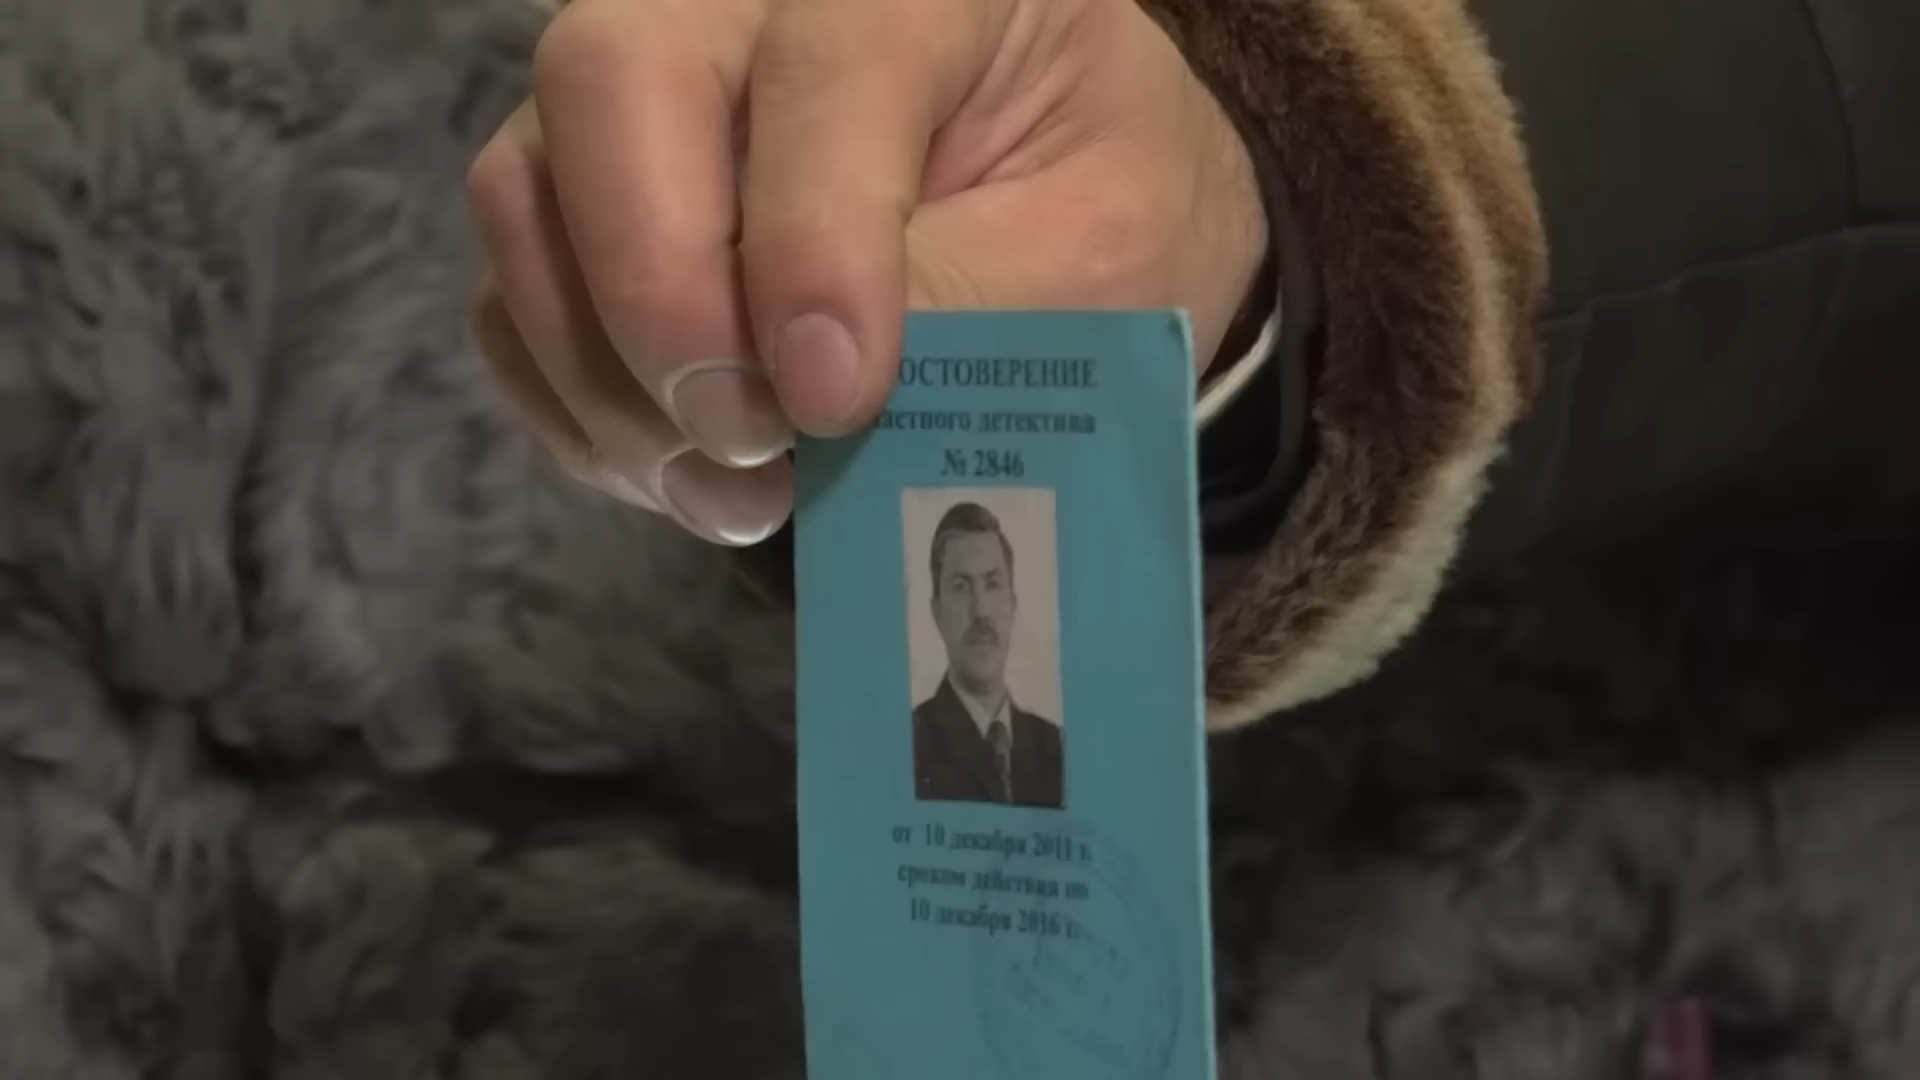 ОСТОВЕРЕНИЕ
частного детектива
№ 2846
от 10 декабря 2011 г.
сроком действия по
10 декабря 2016 г.